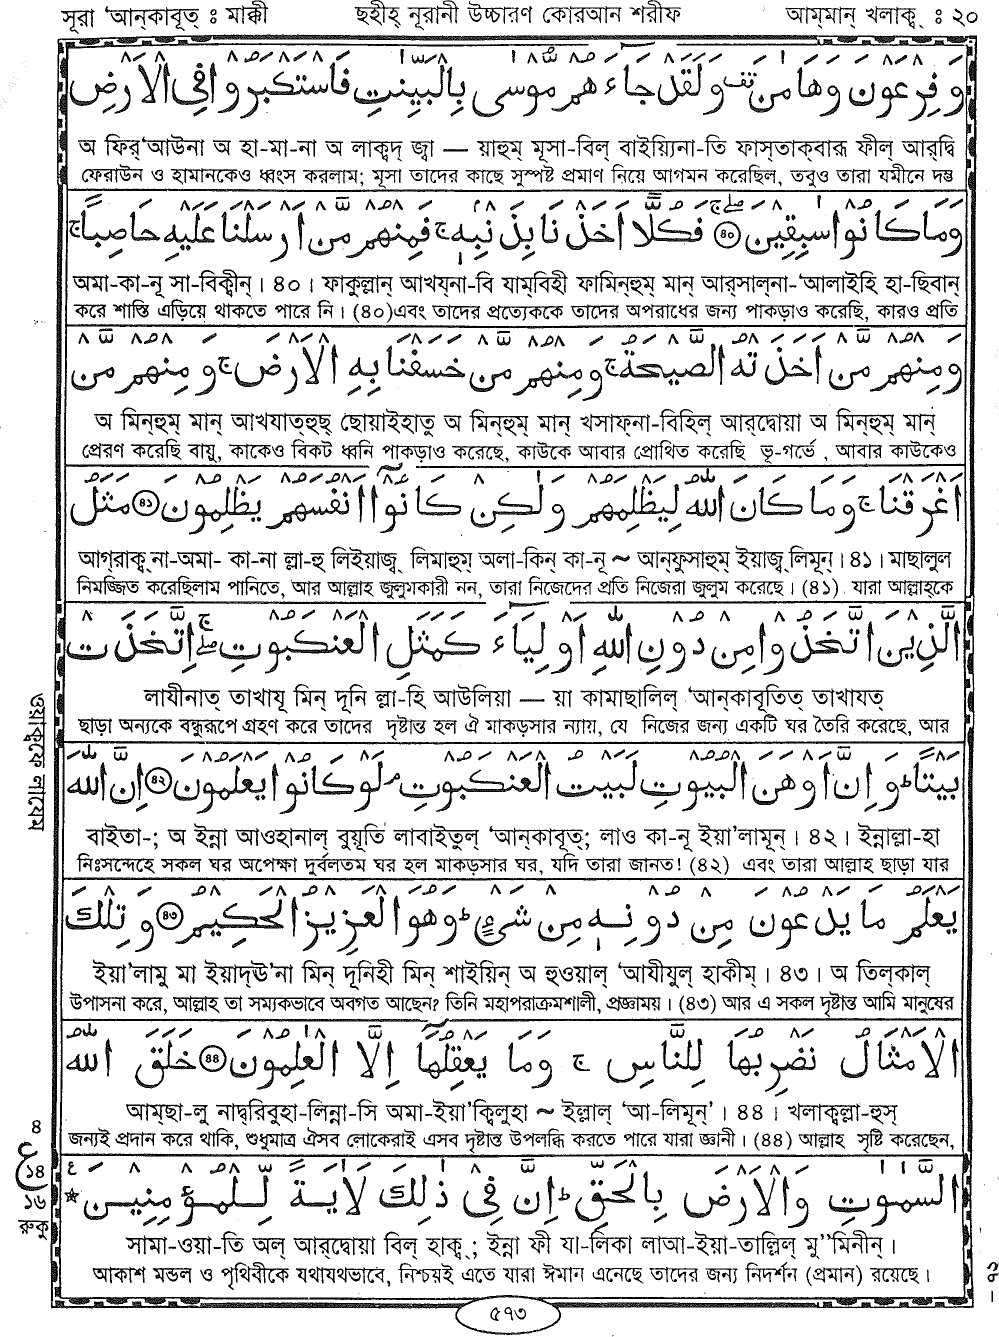 সূরা ‘আন্‌কাবূত্ ঃ মাক্কী ছহীহ্ নূরানী উচ্চারণ কোরআন শরীফ আম্‌মান্ খলাক্ব্ ঃ ২০
وَفِرْعَوْنَ وَهَامٰنَ قف وَلَقَدْ جَآءَهُمْ مُّوْسٰى بِالْبَيِّنٰتِ فَاسْتَكْبَرُوْا فِى الْاَرْضِ
অ ফির্‘আউনা অ হা-মা-না অ লাক্বদ্ জ্বা — য়াহুম্ মূসা-বিল্ বাইয়্যিনা-তি ফাস্‌তাক্‌বারূ ফীল্ আর্‌দ্বি
ফেরাউন ও হামানকেও ধ্বংস করলাম; মূসা তাদের কাছে সুস্পষ্ট প্রমাণ নিয়ে আগমন করেছিল, তবুও তারা যমীনে দম্ভ
وَمَا كَانُوْا سٰبِقِيْنَ ج ۝৪০ فَكُلًّا اَخَذْنَا بِذَنْۢبِهٖ ج فَمِنْهُمْ مَّنْ اَرْسَلْنَا عَلَيْهِ حَاصِبًا ج
অমা-কা-নূ সা-বিক্বীন্ । ৪০ । ফাকুল্লান্ আখয্‌না-বি যাম্‌বিহী ফামিন্‌হুম্ মান্ আর্‌সাল্‌না-‘আলাইহি হা-ছিবান্
করে শাস্তি এড়িয়ে থাকতে পারে নি । (৪০)এবং তাদের প্রত্যেককে তাদের অপরাধের জন্য পাকড়াও করেছি, কারও প্রতি
وَمِنْهُمْ مَّنْ اَخَذَتْهُ الصَّيْحَةُ ج وَمِنْهُمْ مَّنْ خَسَفْنَا بِهِ الْاَرْضَ ج وَمِنْهُمْ مَّنْ
অ মিন্‌হুম্ মান্ আখযাত্‌হুছ্ ছোয়াইহাতু অ মিন্‌হুম্ মান্ খসাফ্‌না-বিহিল্ আর্‌দ্বোয়া অ মিন্‌হুম্ মান্
প্রেরণ করেছি বায়ু, কাকেও বিকট ধ্বনি পাকড়াও করেছে, কাউকে আবার প্রোথিত করেছি ভূ-গর্ভে , আবার কাউকেও
اَغْرَقْنَا ج وَمَا كَانَ اللّٰهُ لِيَظْلِمَهُمْ وَلٰكِنْ كَانُوْٓا اَنْفُسَهُمْ يَظْلِمُوْنَ ۝৪১ مَثَلُ
আগ্‌রাক্ব্‌না-অমা- কা-না ল্লা-হু লিইয়াজ্ব্ লিমাহুম্ অলা-কিন্ কা-নূ ~ আন্‌ফুসাহুম্ ইয়াজ্ব্‌লিমূন্ । ৪১ । মাছালুল
নিমজ্জিত করেছিলাম পানিতে, আর আল্লাহ জুলুমকারী নন, তারা নিজেদের প্রতি নিজেরা জুলুম করেছে । (৪১) যারা আল্লাহকে
الَّذِيْنَ اتَّخَذُوْا مِنْ دُوْنِ اللّٰهِ اَوْلِيَآءَ كَمَثَلِ الْعَنْكَبُوْتِ ج اِتَّخَذَتْ
লাযীনাত্ তাখাযূ মিন্ দূনি ল্লা-হি আউলিয়া — য়া কামাছালিল্ ‘আন্‌কাবূতিত্ তাখাযত্
ছাড়া অন্যকে বন্ধুরূপে গ্রহণ করে তাদের দৃষ্টান্ত হল ঐ মাকড়সার ন্যায়, যে নিজের জন্য একটি ঘর তৈরি করেছে, আর
بَيْتًا ط وَاِنَّ اَوْهَنَ الْبُيُوْتِ لَبَيْتُ الْعَنْكَبُوْتِ م لَوْ كَانُوْا يَعْلَمُوْنَ ۝৪২ اِنَّ اللّٰهَ
বাইতা-; অ ইন্না আওহানাল্ বুয়ূতি লাবাইতুল্ ‘আন্‌কাবূত্; লাও কা-নূ ইয়া’লামূন্ । ৪২ । ইন্নাল্লা-হা
নিঃসন্দেহে সকল ঘর অপেক্ষা দুর্বলতম ঘর হল মাকড়সার ঘর, যদি তারা জানত! (৪২) এবং তারা আল্লাহ ছাড়া যার
يَعْلَمُ مَا يَدْعُوْنَ مِنْ دُوْنِهٖ مِنْ شَىْءٍ ط وَهُوَ الْعَزِيْزُ الْحَكِيْمُ ۝৪৩ وَتِلْكَ
ইয়া’লামু মা ইয়াদ্‌ঊ’না মিন্ দূনিহী মিন্ শাইয়িন্ অ হুওয়াল্ ‘আযীযুল্ হাকীম্ । ৪৩ । অ তিল্‌কাল্
উপাসনা করে, আল্লাহ তা সম্যকভাবে অবগত আছেন? তিনি মহাপরাক্রমশালী, প্রজ্ঞাময় । (৪৩) আর এ সকল দৃষ্টান্ত আমি মানুষের
الْاَمْثَالُ نَضْرِبُهَا لِلنَّاسِ ج وَمَا يَعْقِلُهَآ اِلَّا الْعٰلِمُوْنَ ۝৪৪ خَلَقَ اللّٰهُ
আম্‌ছা-লু নাদ্ব্‌রিবুহা-লিন্না-সি অমা-ইয়া’ক্বিলুহা ~ ইল্লাল্ ‘আ-লিমূন্’ । ৪৪ । খলাক্বল্লা-হুস্
জন্যই প্রদান করে থাকি, শুধুমাত্র ঐসব লোকেরাই এসব দৃষ্টান্ত উপলব্ধি করতে পারে যারা জ্ঞানী । (৪৪) আল্লাহ সৃষ্টি করেছেন,
السَّمٰوٰتِ وَالْاَرْضَ بِالْحَقِّ ط اِنَّ فِىْ ذٰلِكَ لَاٰيَةً لِّلْمُؤْمِنِيْنَ ع
সামা-ওয়া-তি অল্ আর্‌দ্বোয়া বিল্ হাক্ব্ ; ইন্না ফী যা-লিকা লাআ-ইয়া-তাল্লিল্ মু”মিনীন্ ।
আকাশ মন্ডল ও পৃথিবীকে যথাযথভাবে, নিশ্চয়ই এতে যারা ঈমান এনেছে তাদের জন্য নিদর্শন (প্রমান) রয়েছে ।
ওয়াক্‌ফে লাযেম
৪
ع
১৪
১৬
রুকু
৫৭৩